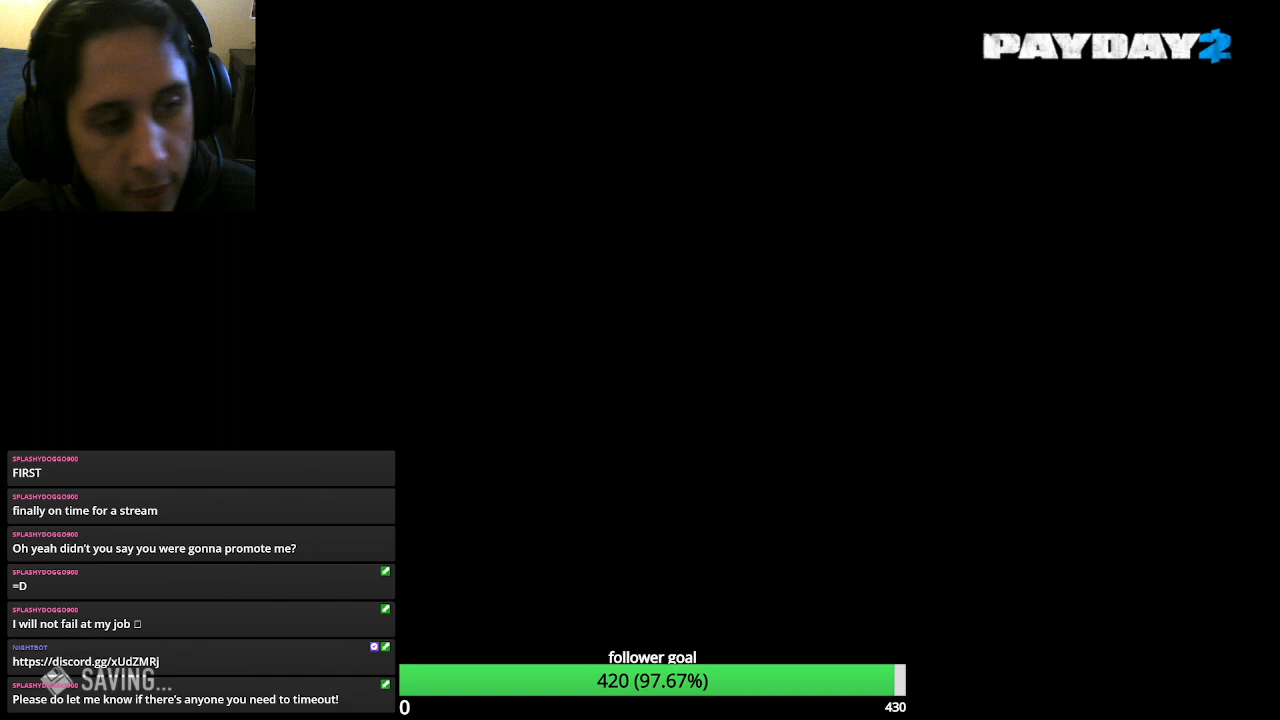 PAYDAY 2
SPLASHYDOGGO900
FIRST
SPLASHYDOGGO900
finally on time for a stream
SPLASHYDOGGO900
Oh yeah didn't you say you were gonna promote me?
SPLASHYDOGGO900
=D
SPLASHYDOGGO900
I will not fail at my job
NIGHTBOT
https://discord.gg/xUdZMRj
SAVING...
Please do let me know if there's anyone you need to timeout!
follower goal
420 (97.67%)
0
430